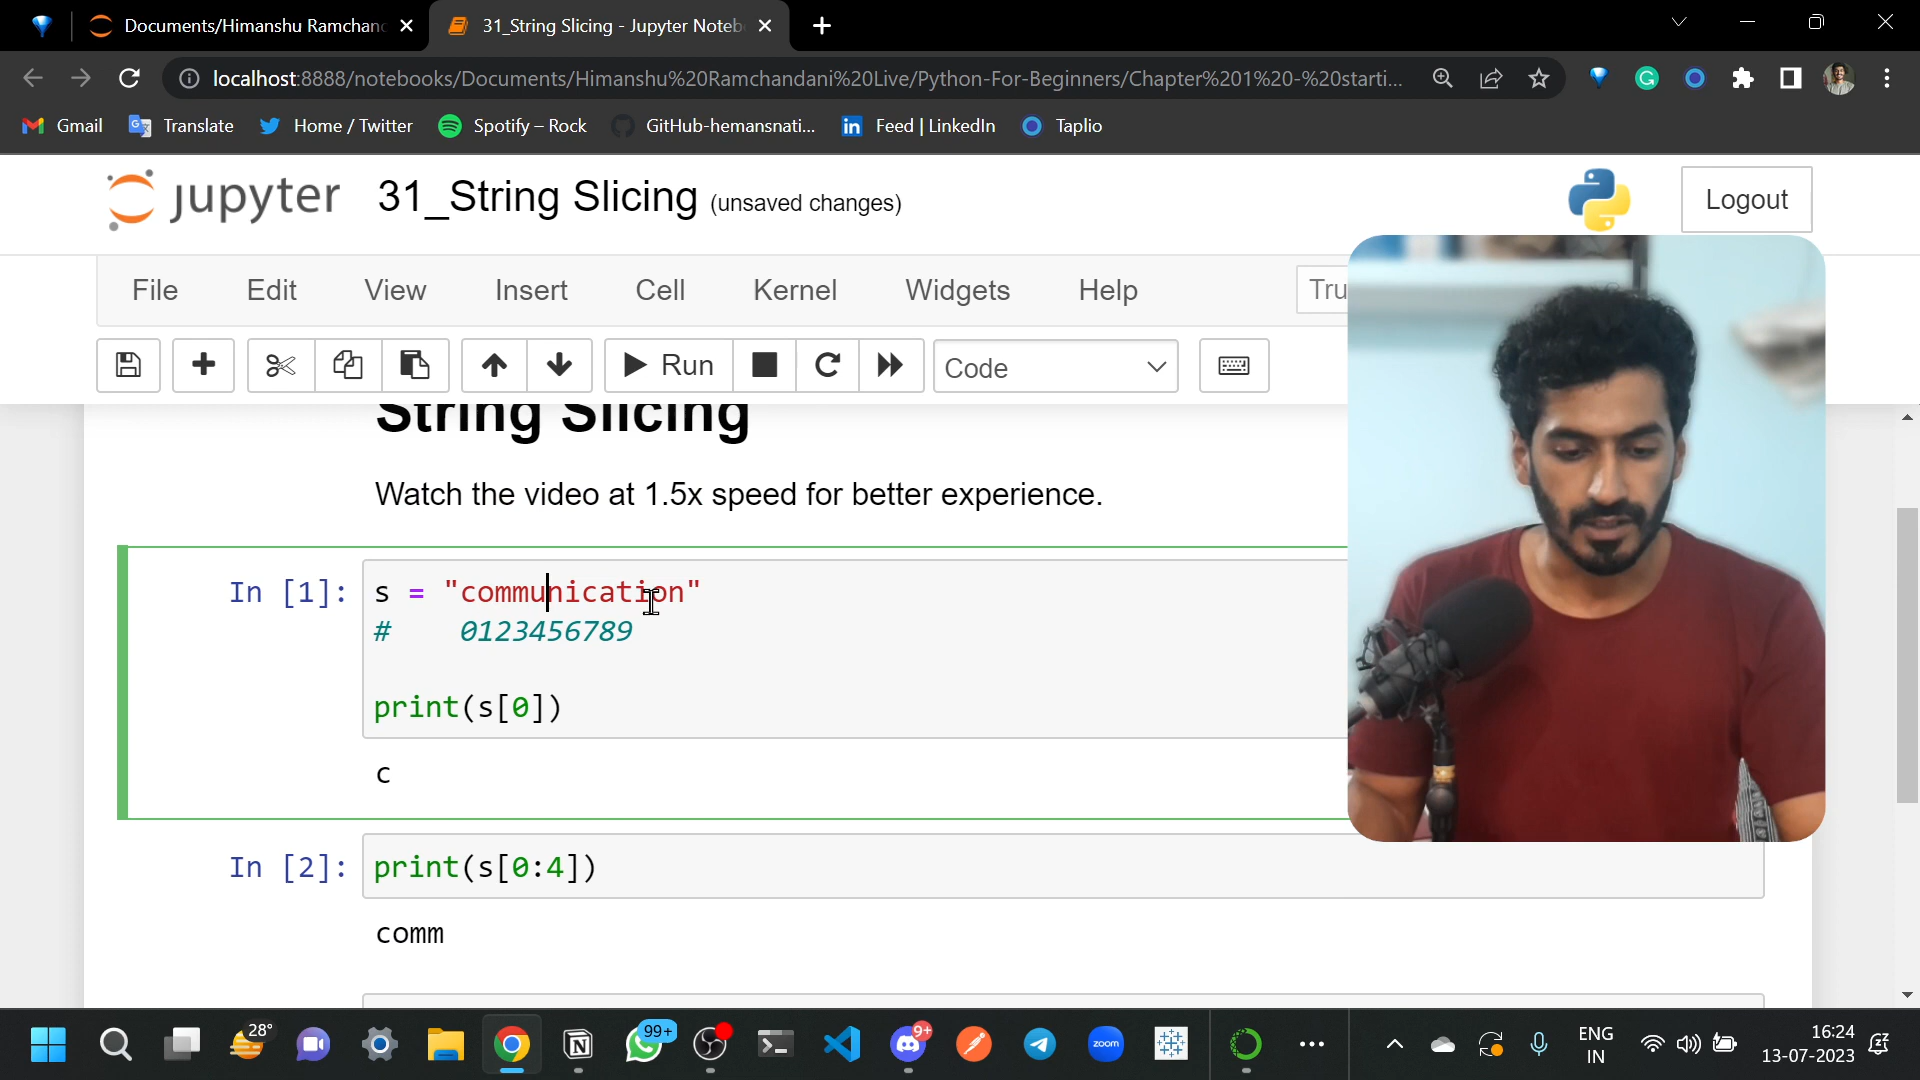 Documents/Himanshu Ramchand
31_String Slicing - Jupyter Noteb
localhost:8888/notebooks/Documents/Himanshu%20Ramchandani%20Live/Python-For-Beginners/Chapter%201%20-%20starti...
Gmail
Translate
Home / Twitter
Spotify – Rock
GitHub-hemansnati...
Feed | LinkedIn
Taplio
jupyter
31_String Slicing (unsaved changes)
Logout
File
Edit
View
Insert
Cell
Kernel
Widgets
Help
Tru
Run
Code
String Slicing
Watch the video at 1.5x speed for better experience.
In [1]: s = "communication"
# 0123456789
print(s[0])
c
In [2]: print(s[0:4])
comm
28°
99+
9+
zoom
ENG
IN
16:24
13-07-2023